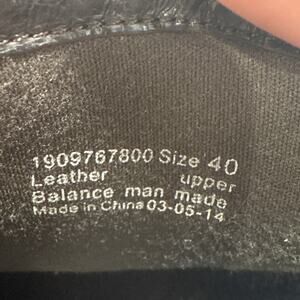 1909767800 Size 40
Leather upper
Balance man made
Made in China 03-05-14